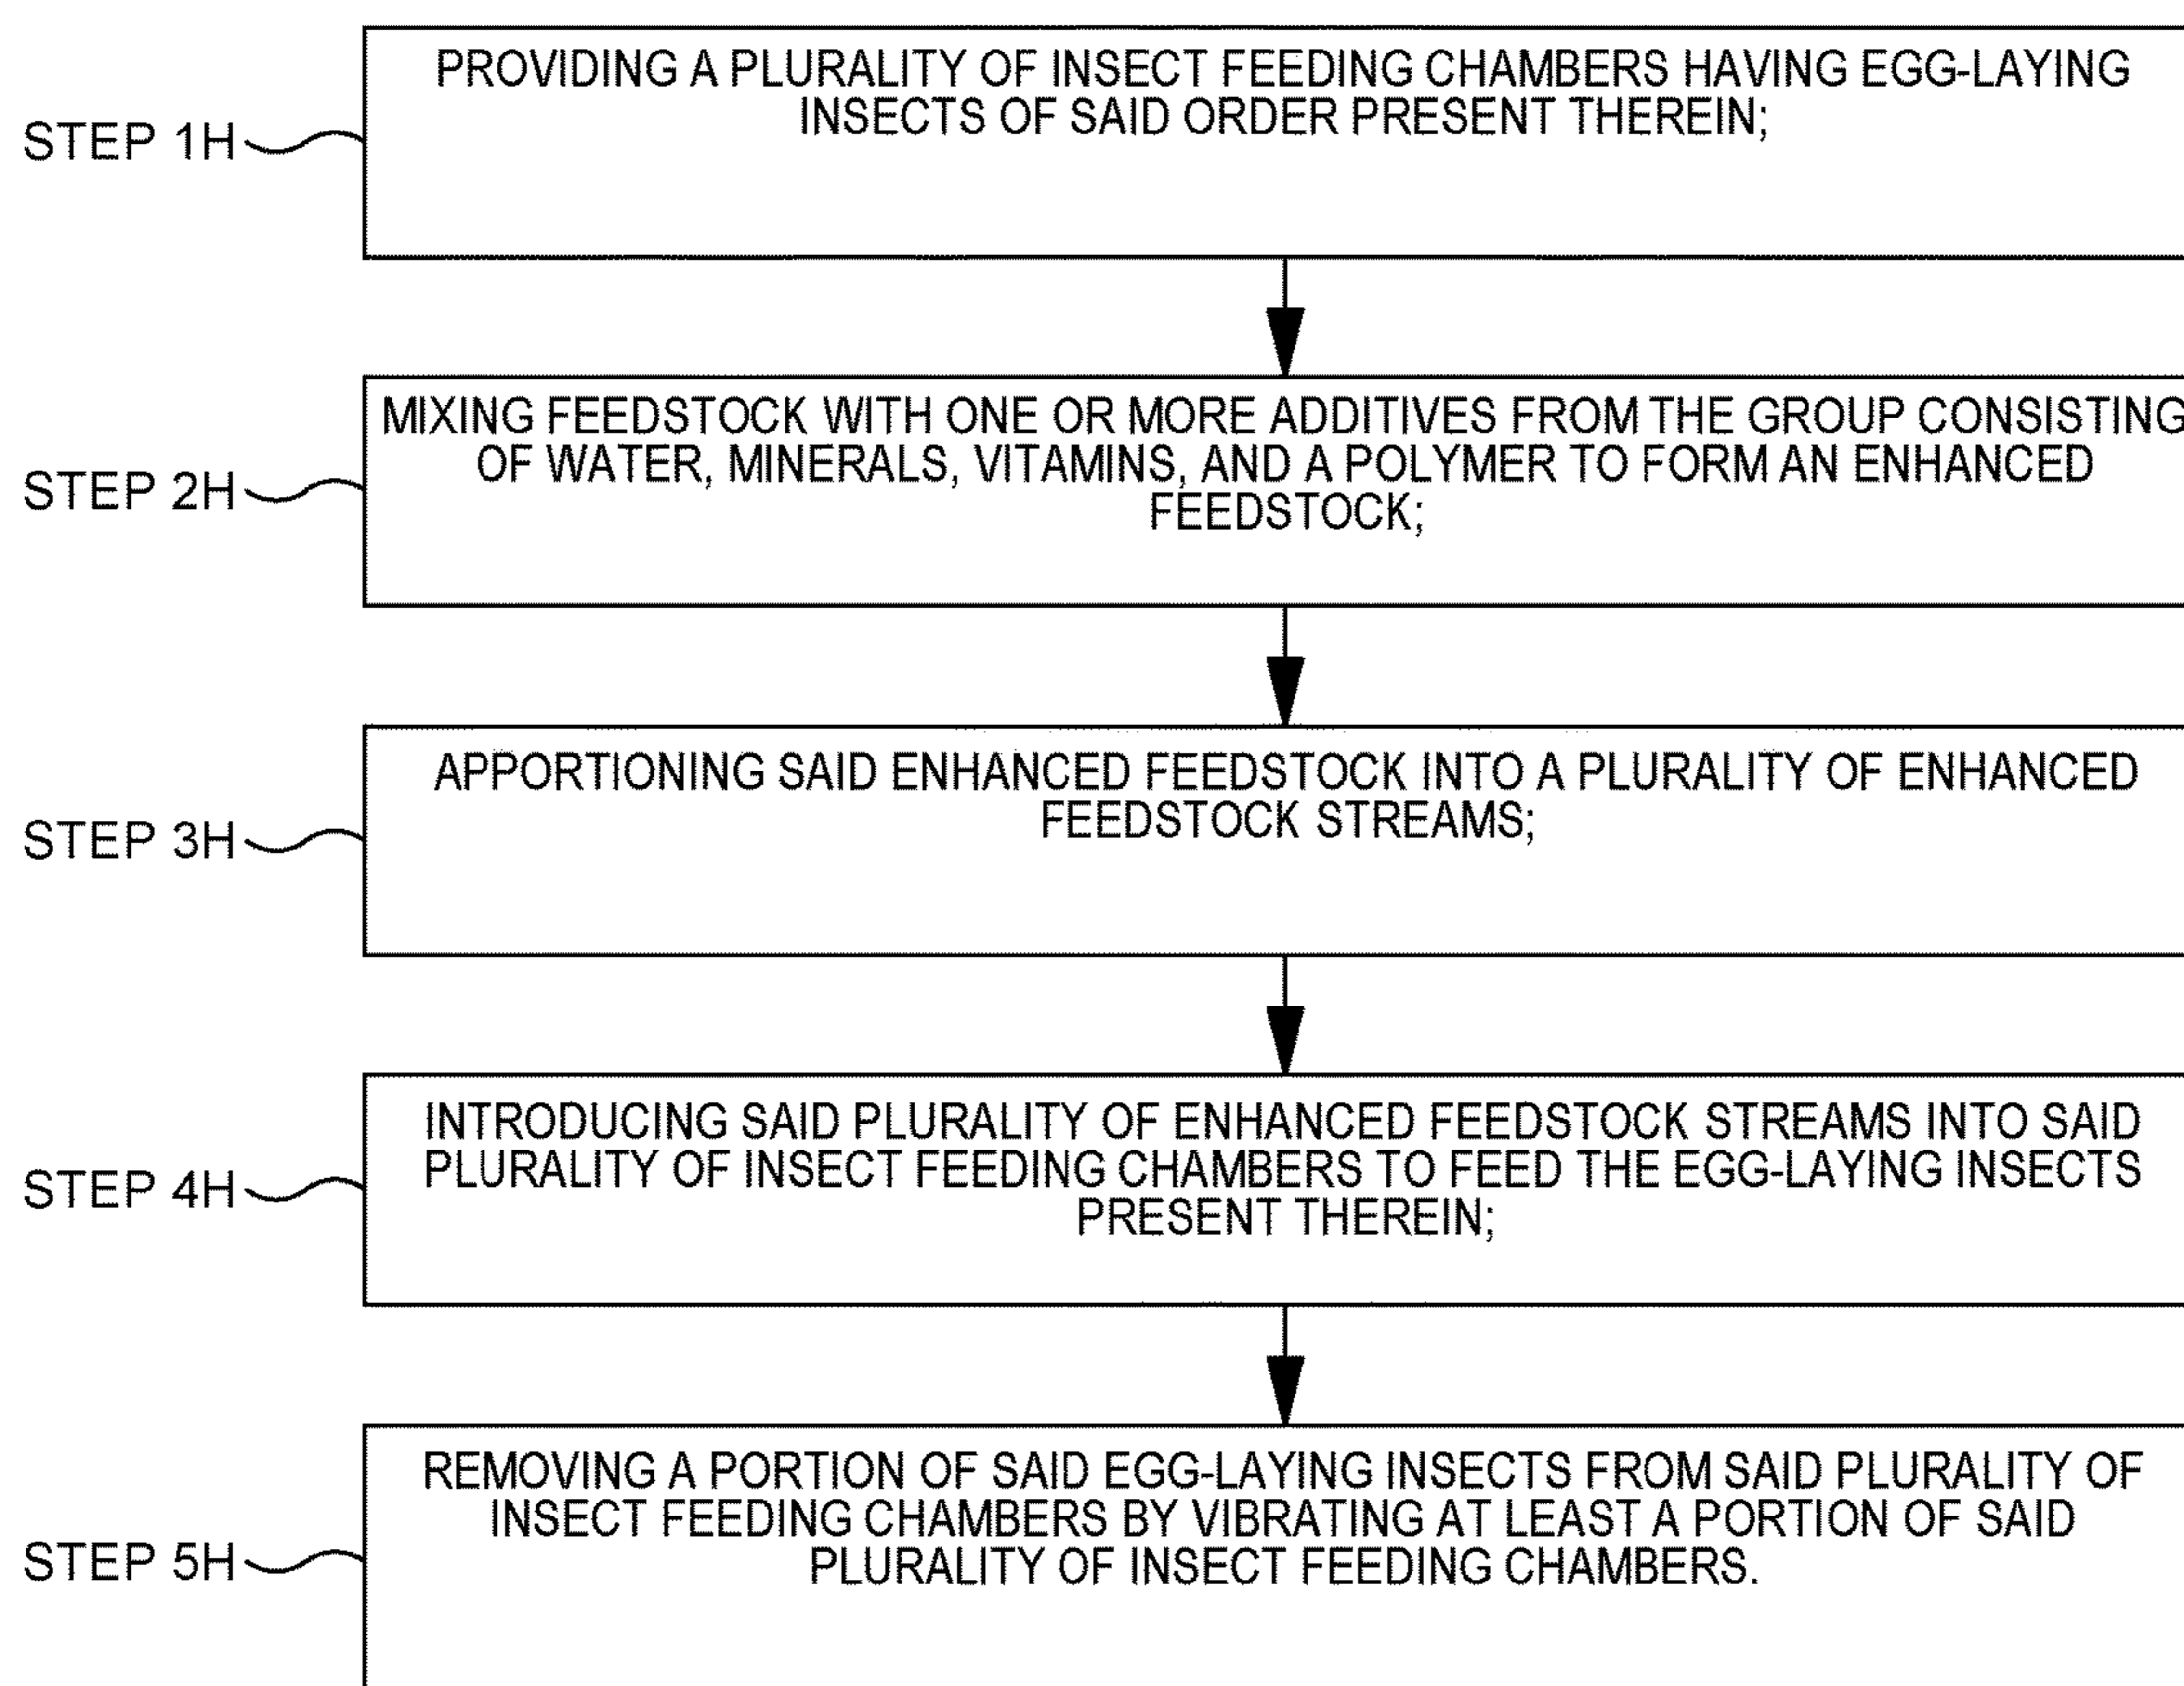 PROVIDING A PLURALITY OF INSECT FEEDING CHAMBERS HAVING EGG-LAYING
INSECTS OF SAID ORDER PRESENT THEREIN;
STEP 1H
MIXING FEEDSTOCK WITH ONE OR MORE ADDITIVES FROM THE GROUP CONSISTING
OF WATER, MINERALS, VITAMINS, AND A POLYMER TO FORM AN ENHANCED
FEEDSTOCK;
STEP 2H
APPORTIONING SAID ENHANCED FEEDSTOCK INTO A PLURALITY OF ENHANCED
FEEDSTOCK STREAMS;
STEP 3H
INTRODUCING SAID PLURALITY OF ENHANCED FEEDSTOCK STREAMS INTO SAID
PLURALITY OF INSECT FEEDING CHAMBERS TO FEED THE EGG-LAYING INSECTS
PRESENT THEREIN;
STEP 4H
REMOVING A PORTION OF SAID EGG-LAYING INSECTS FROM SAID PLURALITY OF
INSECT FEEDING CHAMBERS BY VIBRATING AT LEAST A PORTION OF SAID
PLURALITY OF INSECT FEEDING CHAMBERS.
STEP 5H